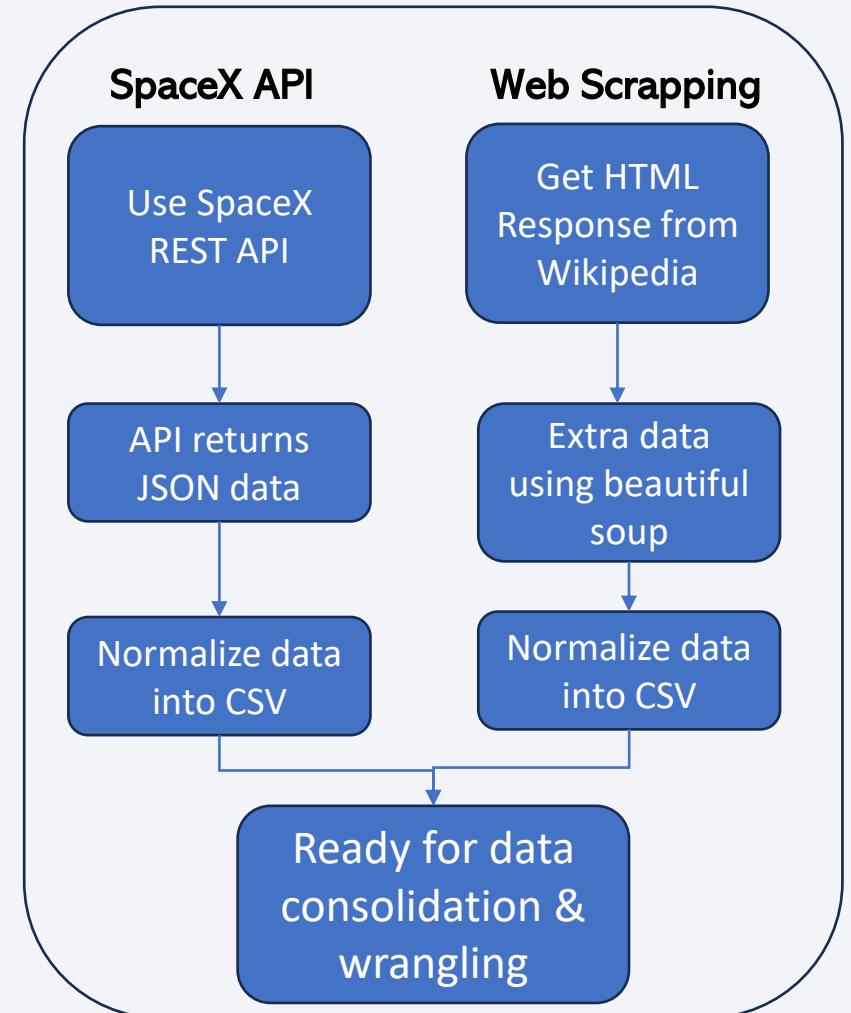 SpaceX API
Use SpaceX
REST API
API returns
JSON data
Normalize data
into CSV
Web Scrapping
Get HTML
Response from
Wikipedia
Extra data
using beautiful
soup
Normalize data
into CSV
Ready for data
consolidation &
wrangling